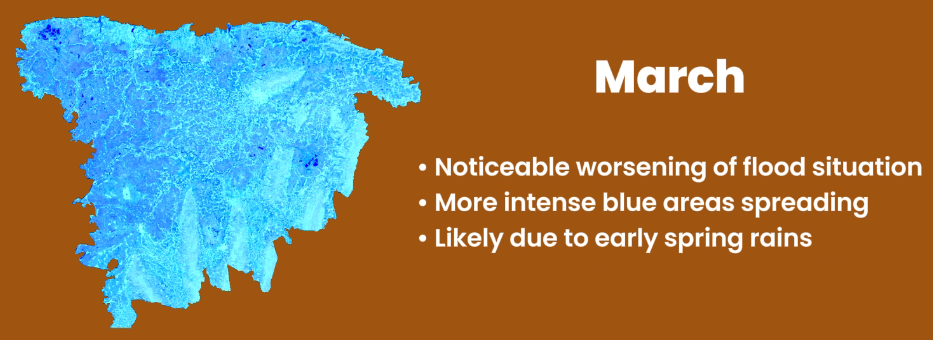 March
• Noticeable worsening of flood situation
• More intense blue areas spreading
• Likely due to early spring rains